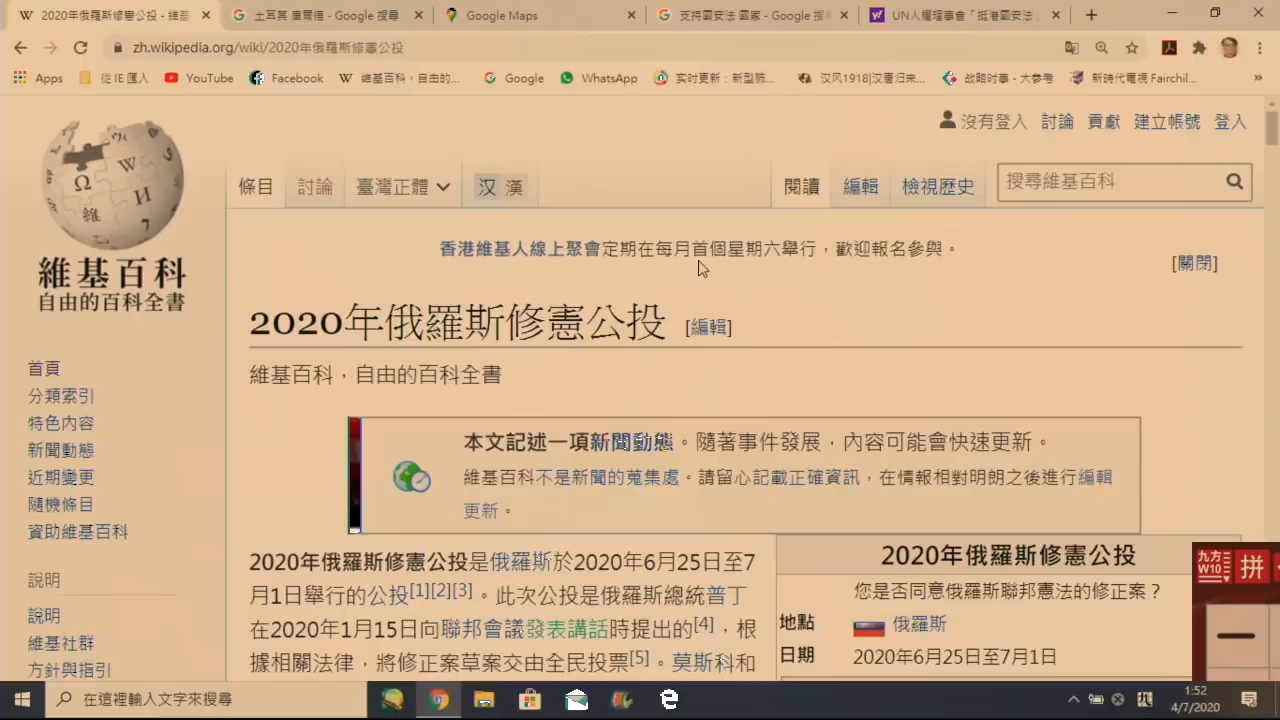 2020年俄羅斯修憲公投 - 維基
土耳其 庫爾德 - Google 搜尋
Google Maps
支持國安法 國家 - Google 搜
UN人權理事會「挺港國安法」
zh.wikipedia.org/wiki/2020年俄羅斯修憲公投
Apps
從 IE 匯入
YouTube
Facebook
維基百科,自由的...
Google
WhatsApp
实时更新:新型肺...
汉风1918|汉唐归来...
战略时事 - 大参考
新時代電視 Fairchil...
»
沒有登入 討論 貢獻 建立帳號 登入
條目 討論 臺灣正體 汉 漢 閱讀 編輯 檢視歷史 搜尋維基百科
維基百科
自由的百科全書
香港維基人線上聚會定期在每月首個星期六舉行,歡迎報名參與。
[關閉]
2020年俄羅斯修憲公投 [編輯]
維基百科,自由的百科全書
首頁
分類索引
特色內容
新聞動態
近期變更
隨機條目
資助維基百科
說明
說明
維基社群
方針與指引
本文記述一項新聞動態。隨著事件發展,內容可能會快速更新。
維基百科不是新聞的蒐集處。請留心記載正確資訊,在情報相對明朗之後進行編輯
更新。
2020年俄羅斯修憲公投是俄羅斯於2020年6月25日至7
月1日舉行的公投[1][2][3]。此次公投是俄羅斯總統普丁
在2020年1月15日向聯邦會議發表講話時提出的[4],根
據相關法律,將修正案草案交由全民投票[5]。莫斯科和
2020年俄羅斯修憲公投
您是否同意俄羅斯聯邦憲法的修正案?
地點 俄羅斯
日期 2020年6月25日至7月1日
九方
W10
拼
在這裡輸入文字來搜尋
1:52
4/7/2020